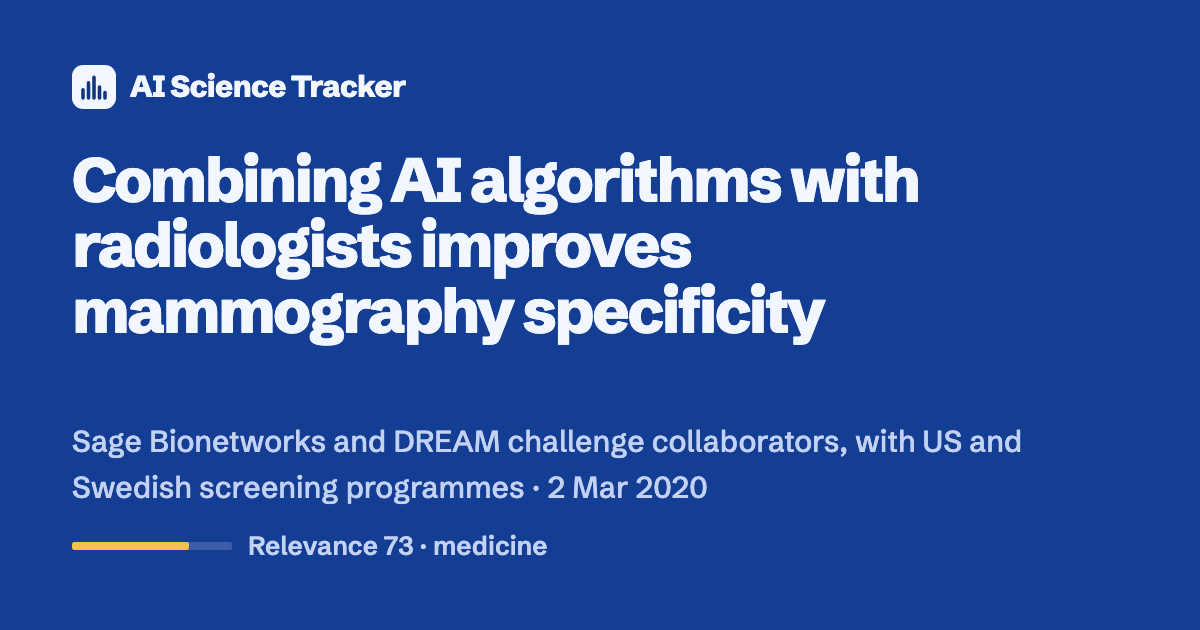 AI Science Tracker
Combining AI algorithms with
radiologists improves
mammography specificity
Sage Bionetworks and DREAM challenge collaborators, with US and
Swedish screening programmes · 2 Mar 2020
Relevance 73 · medicine